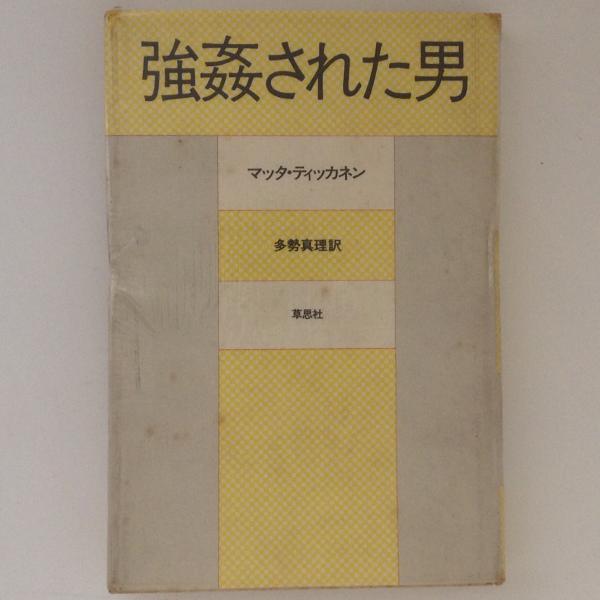 強姦された男
マッタ・ティッカネン
多勢真理訳
草思社